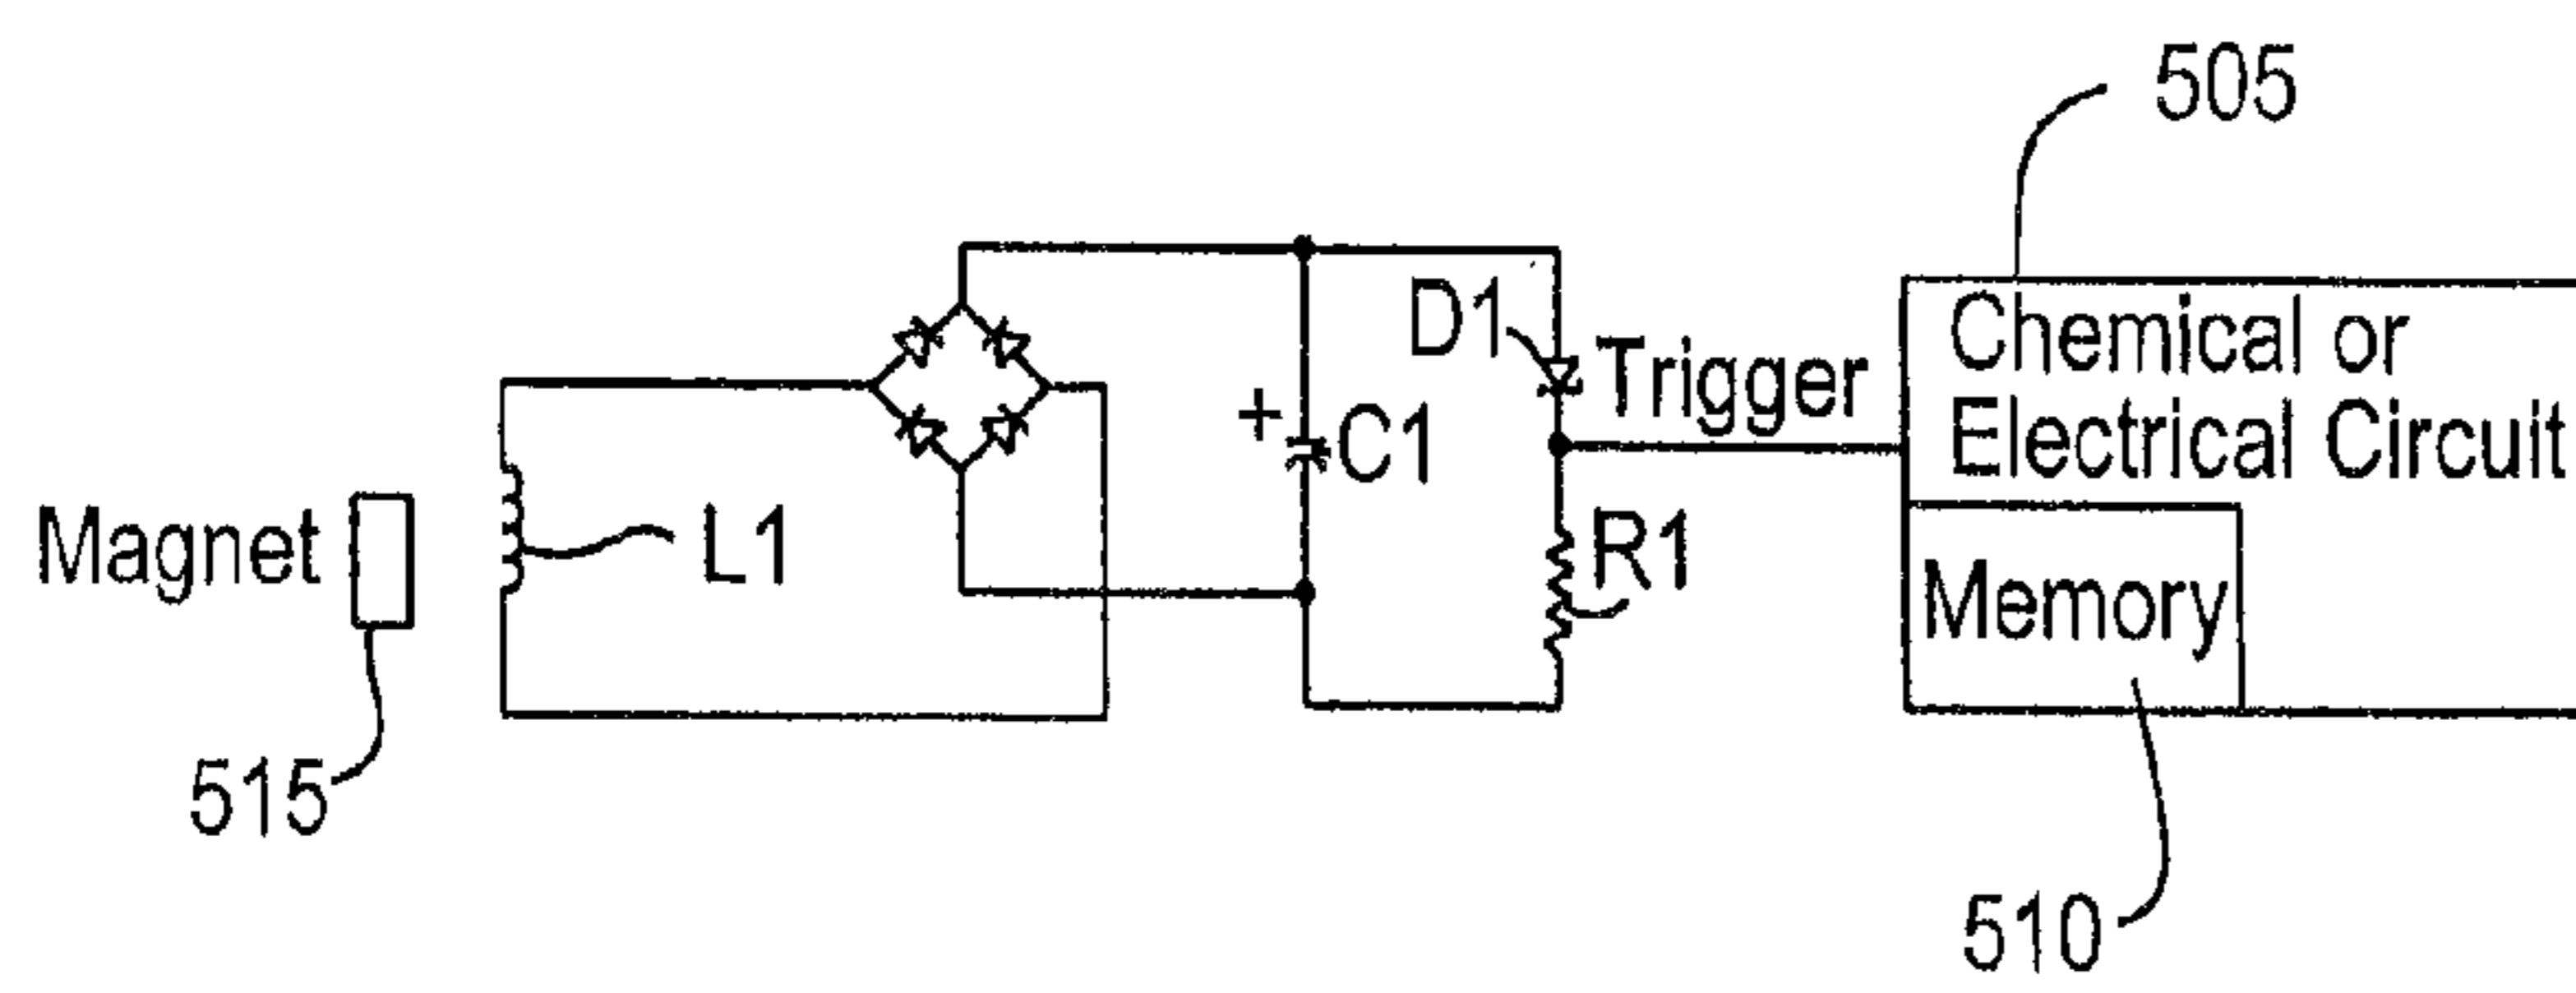 505
D1
Trigger
Chemical or
Electrical Circuit
+
C1
Magnet
L1
R1
Memory
515
510